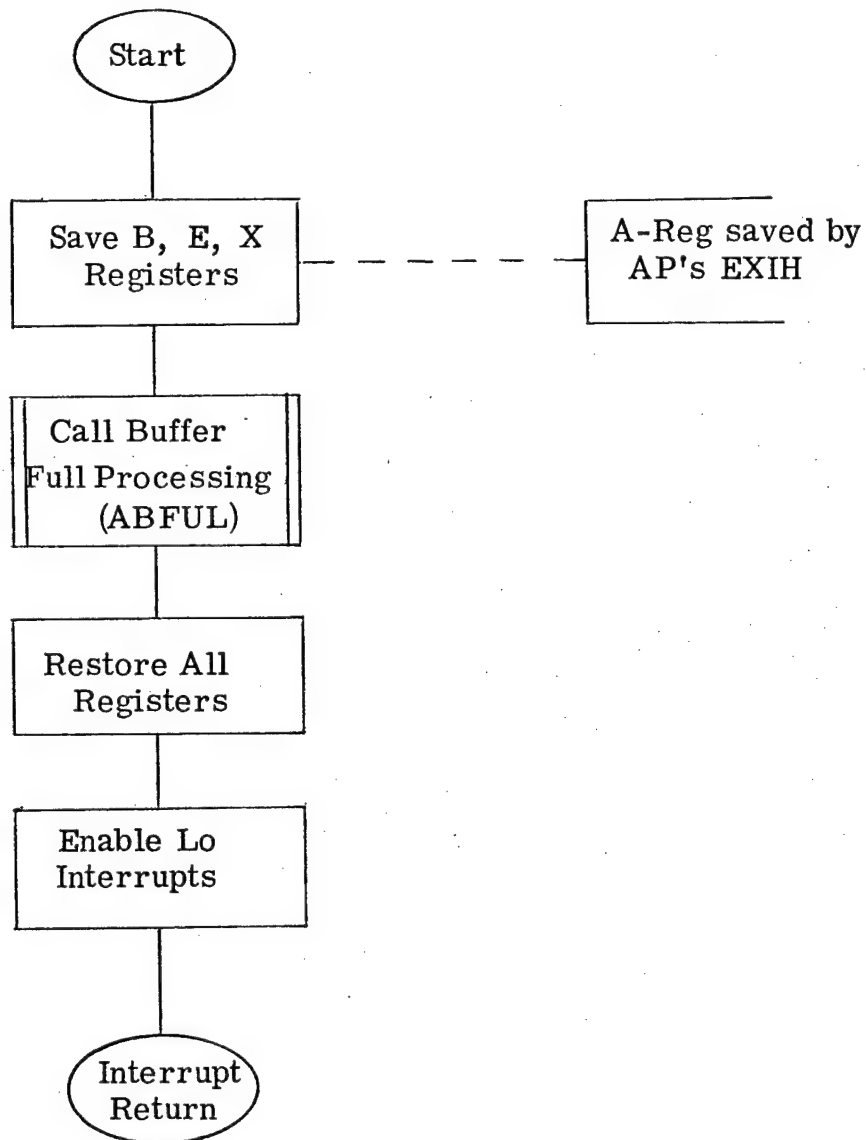 Start
Save B, E, X
Registers
A-Reg saved by
AP's EXIH
Call Buffer
Full Processing
(ABFUL)
Restore All
Registers
Enable Lo
Interrupts
Interrupt
Return